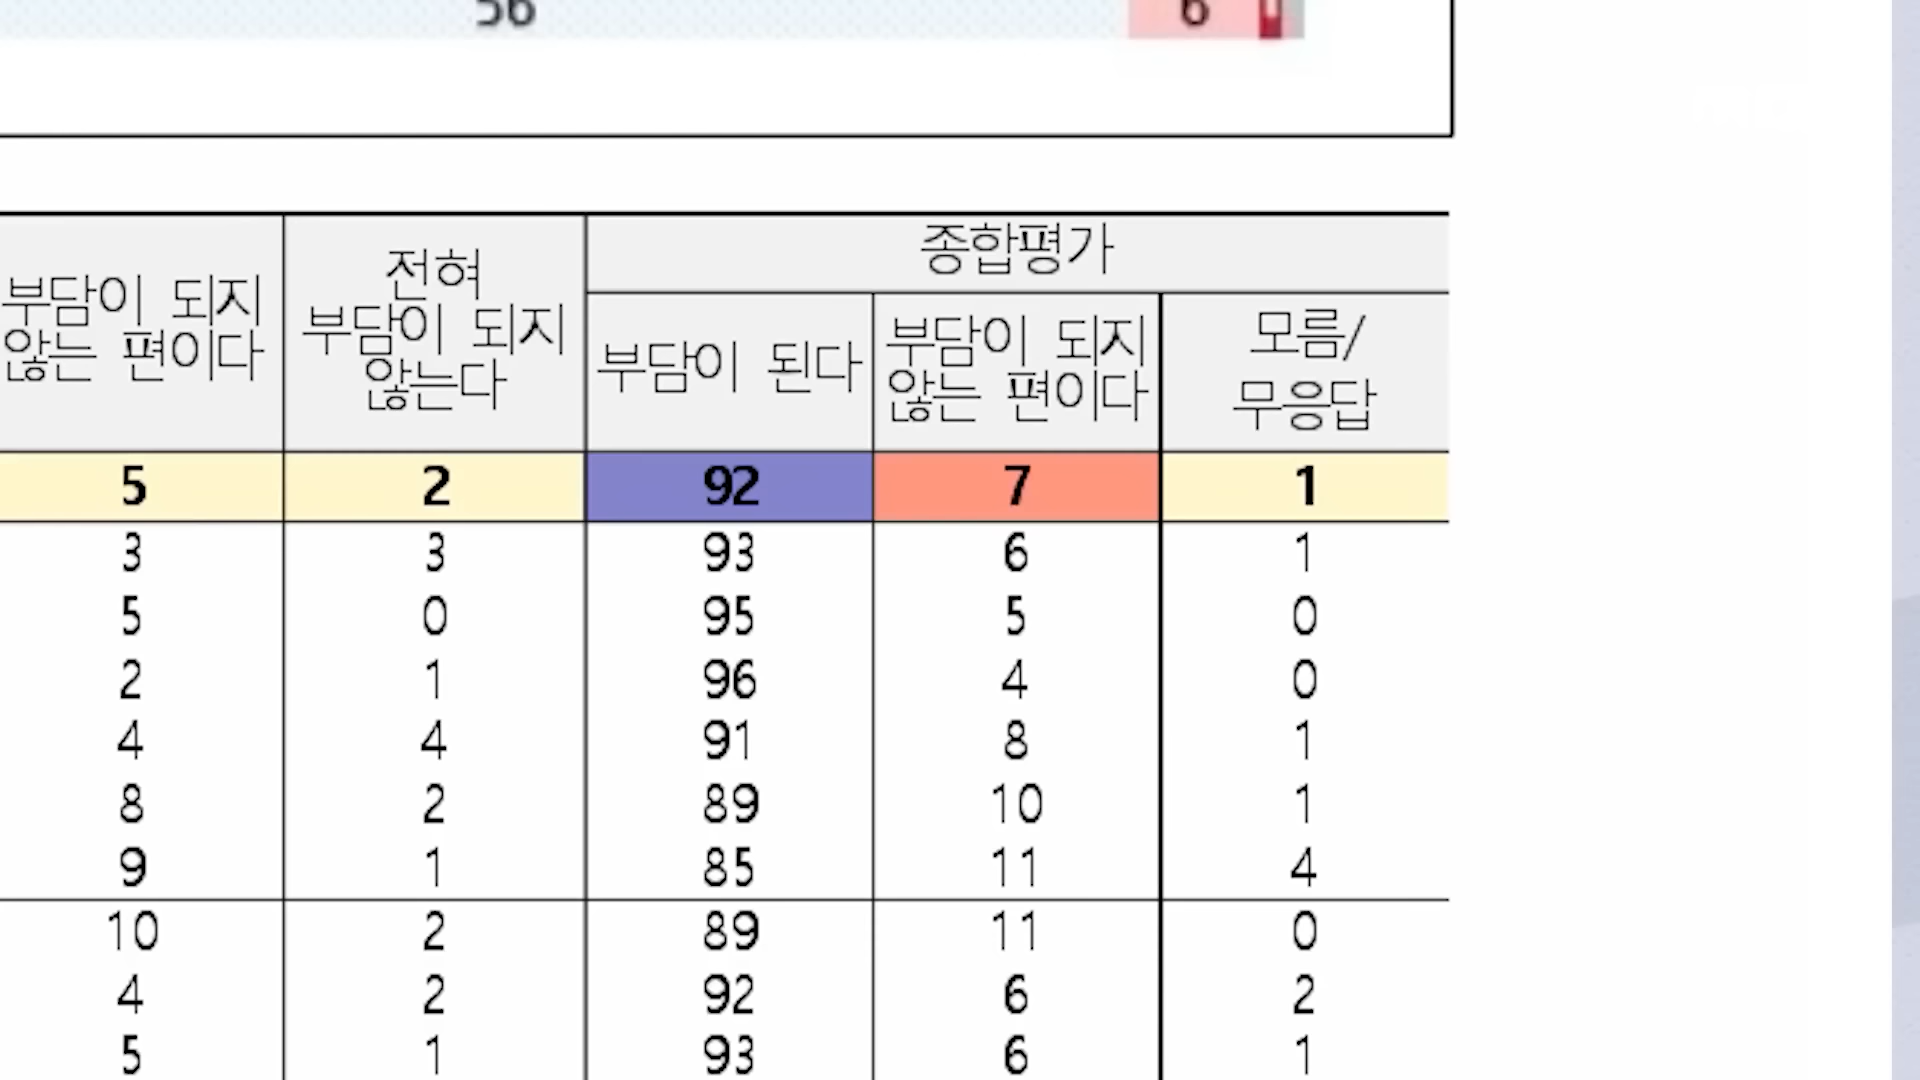 56 6
종합평가
부담이 되지
않는 편이다
전혀
부담이 되지
않는다
부담이 된다
부담이 되지
않는 편이다
모름/
무응답
5 2 92 7 1
3 3 93 6 1
5 0 95 5 0
2 1 96 4 0
4 4 91 8 1
8 2 89 10 1
9 1 85 11 4
10 2 89 11 0
4 2 92 6 2
5 1 93 6 1